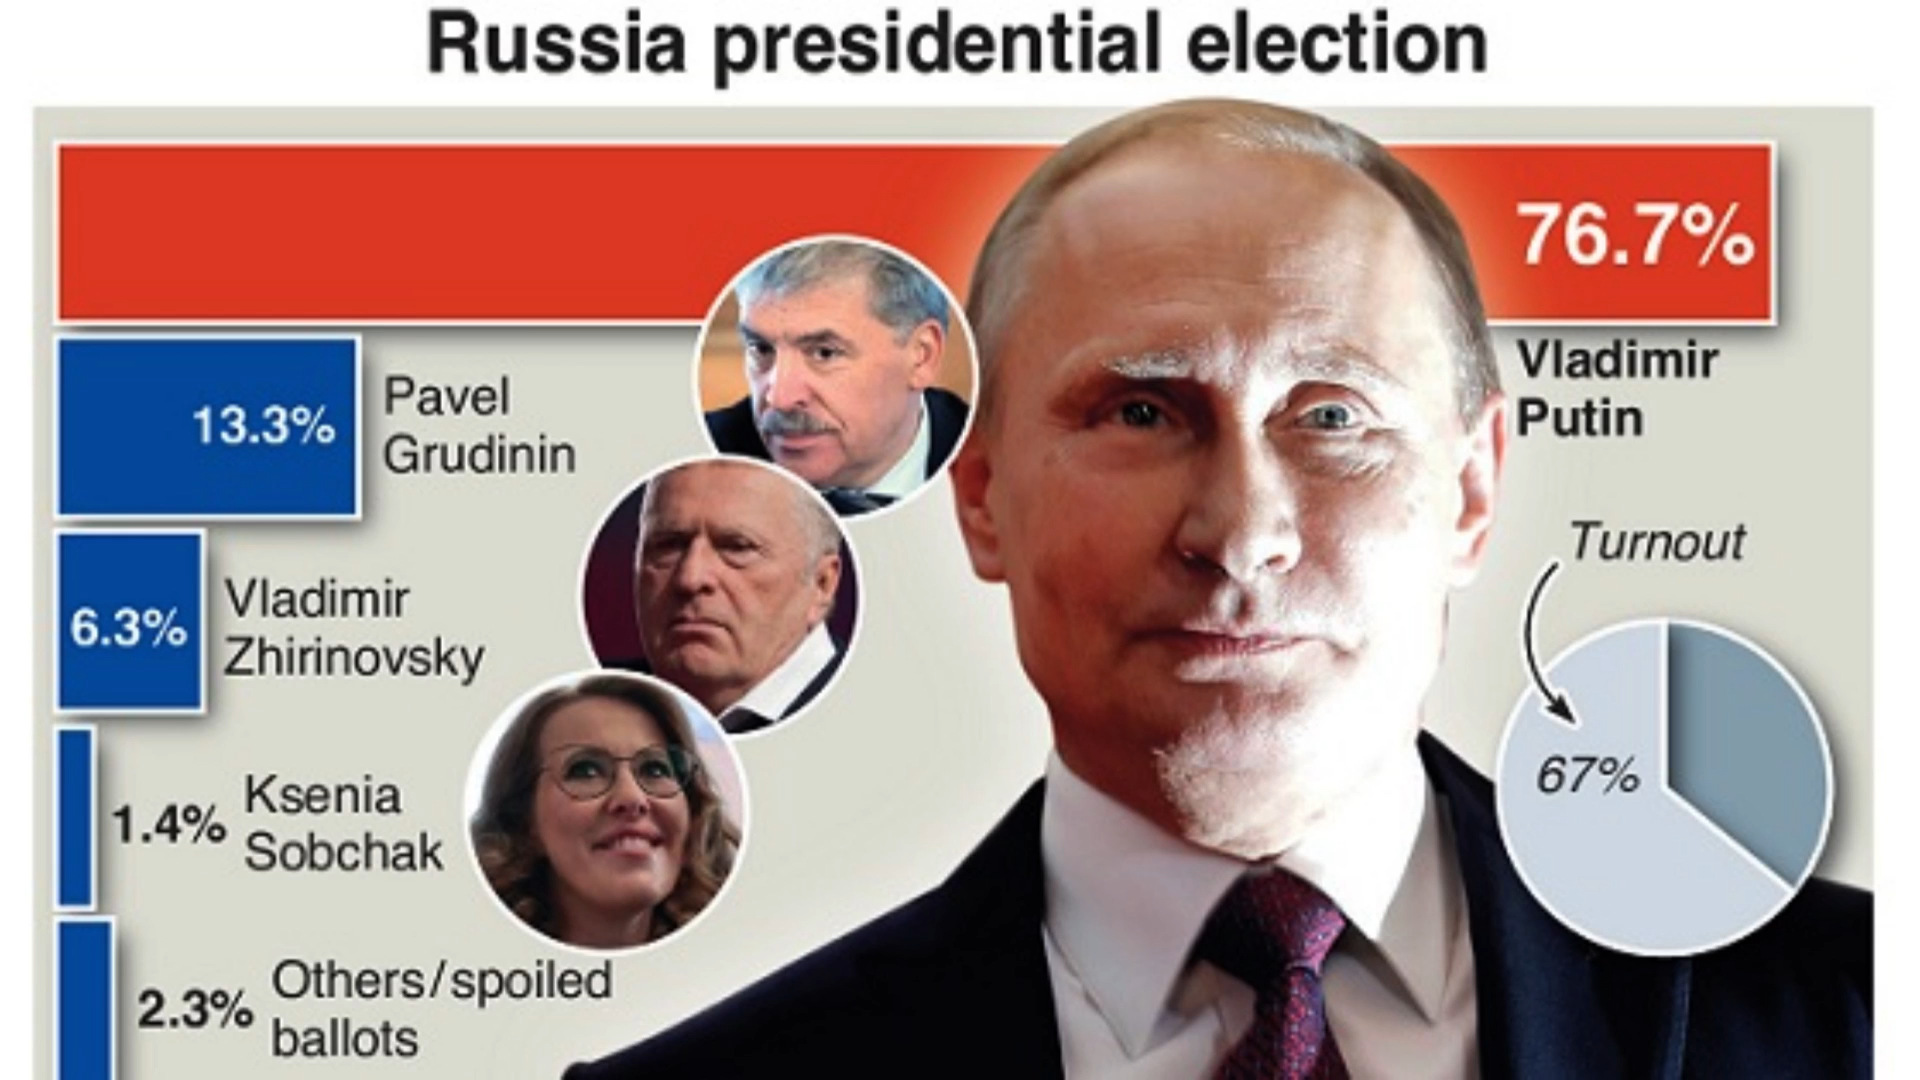 Russia presidential election
76.7%
Vladimir
Putin
13.3%
Pavel
Grudinin
6.3%
Vladimir
Zhirinovsky
1.4%
Ksenia
Sobchak
2.3%
Others/spoiled
ballots
Turnout
67%